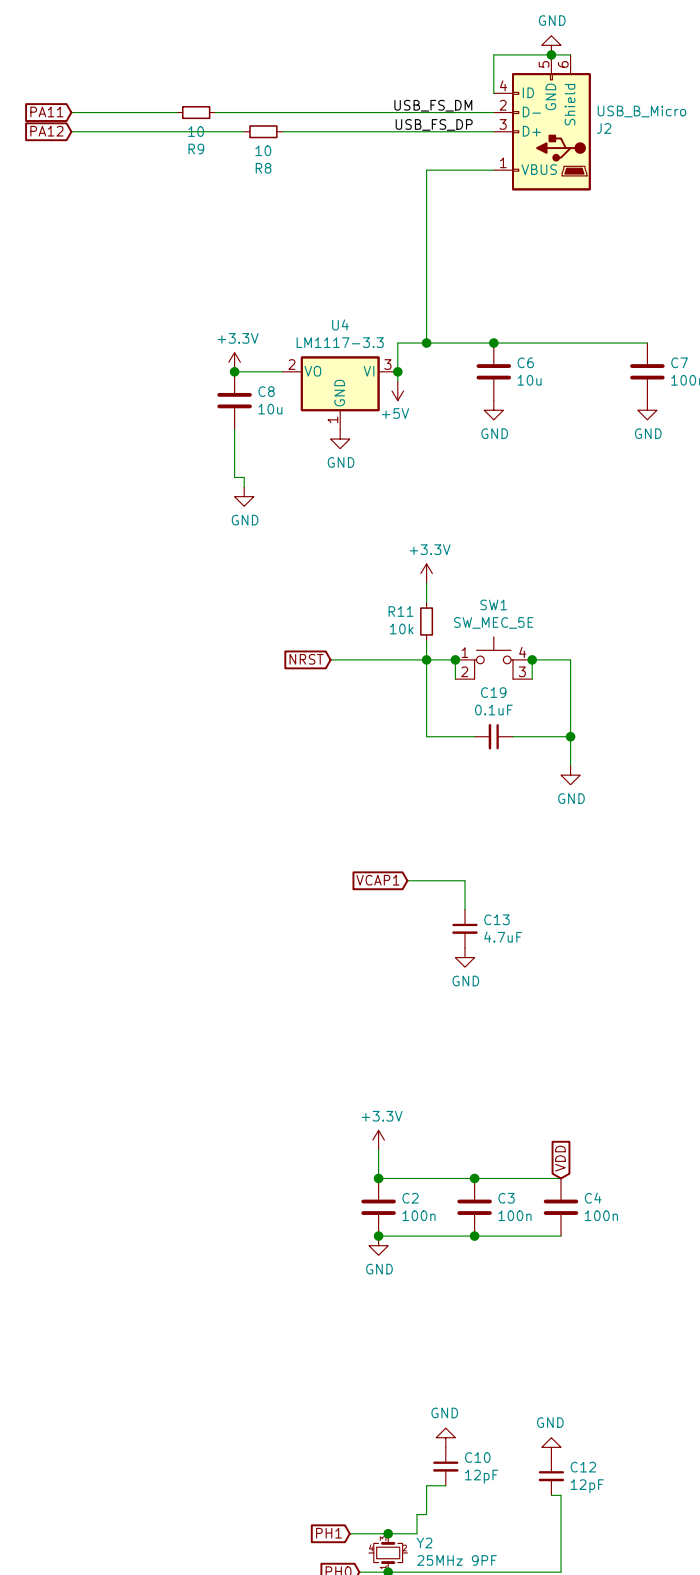 GND
5
6
GND
Shield
4
ID
PA11
USB_FS_DM
2
D-
USB_B_Micro
PA12
10
R9
USB_FS_DP
3
D+
J2
10
R8
1
VBUS
U4
LM1117-3.3
+3.3V
2
VO
VI
3
GND
1
GND
+5V
C8
10u
GND
C6
10u
GND
C7
100n
GND
+3.3V
R11
10k
SW1
SW_MEC_5E
NRST
1
2
4
3
C19
0.1uF
GND
VCAP1
C13
4.7uF
GND
+3.3V
VDD
C2
100n
C3
100n
C4
100n
GND
GND
C10
12pF
GND
C12
12pF
PH1
Y2
25MHz 9PF
4
3
2
1
PH0